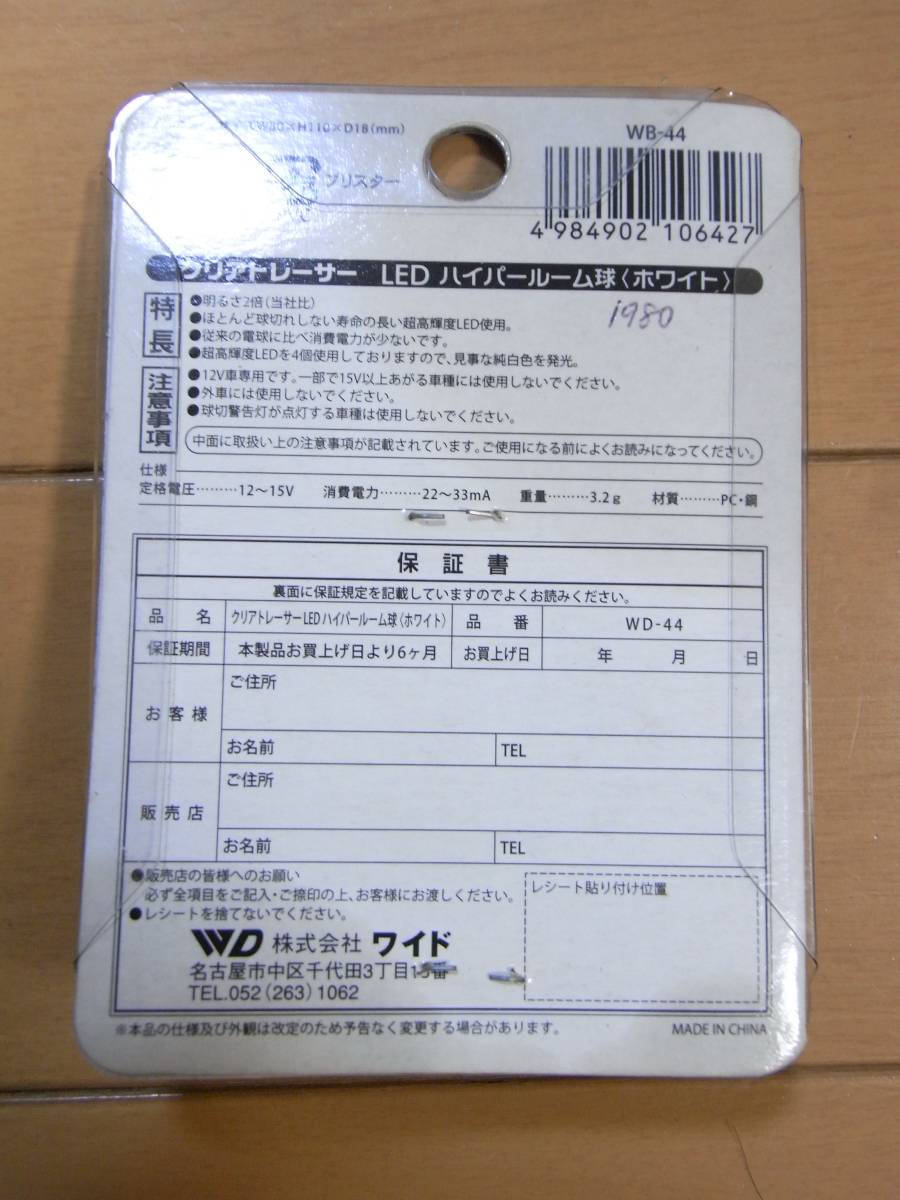 ×H110×D18(mm)
WB-44
ブリスター
4 984902 106427
クリアトレーサー LED ハイパールーム球〈ホワイト〉
1980
特長
●明るさ2倍(当社比)
●ほとんど球切れしない寿命の長い超高輝度LED使用。
●従来の電球に比べ消費電力が少ないです。
●超高輝度LEDを4個使用しておりますので、見事な純白色を発光。
注意事項
●12V車専用です。一部で15V以上あがる車種には使用しないでください。
●外車には使用しないでください。
●球切警告灯が点灯する車種は使用しないでください。
中面に取扱い上の注意事項が記載されています。ご使用になる前によくお読みになってください。
仕様
定格電圧………12〜15V 消費電力………22〜33mA 重量………3.2g 材質………PC・鋼
保証書
裏面に保証規定を記載していますのでよくお読みください。
品名 クリアトレーサーLEDハイパールーム球〈ホワイト〉 品番 WD-44
保証期間 本製品お買上げ日より6ヶ月 お買上げ日 年 月 日
お客様
ご住所
お名前 TEL
販売店
ご住所
お名前 TEL
●販売店の皆様へのお願い
必ず全項目をご記入・ご捺印の上、お客様にお渡しください。
●レシートを捨てないでください。
レシート貼り付け位置
WD 株式会社 ワイド
名古屋市中区千代田3丁目15番
TEL.052(263)1062
※本品の仕様及び外観は改定のため予告なく変更する場合があります。
MADE IN CHINA